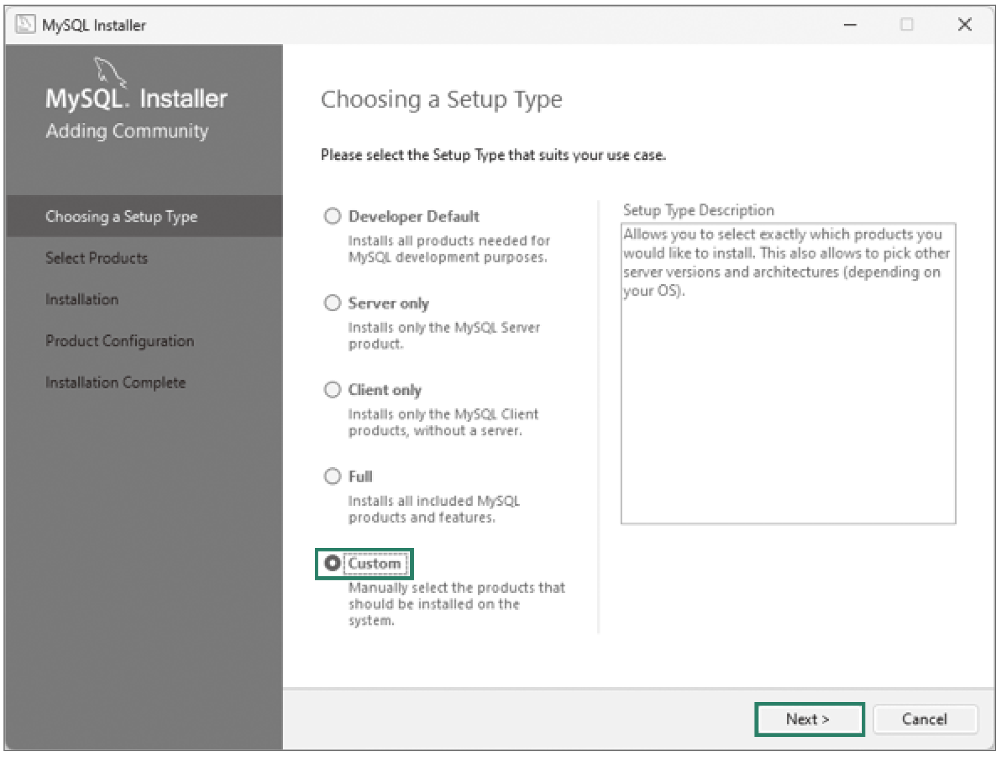 MySQL Installer
MySQL. Installer
Adding Community
Choosing a Setup Type
Select Products
Installation
Product Configuration
Installation Complete
Choosing a Setup Type
Please select the Setup Type that suits your use case.
Developer Default
Installs all products needed for
MySQL development purposes.
Server only
Installs only the MySQL Server
product.
Client only
Installs only the MySQL Client
products, without a server.
Full
Installs all included MySQL
products and features.
Custom
Manually select the products that
should be installed on the
system.
Setup Type Description
Allows you to select exactly which products you
would like to install. This also allows to pick other
server versions and architectures (depending on
your OS).
Next >
Cancel